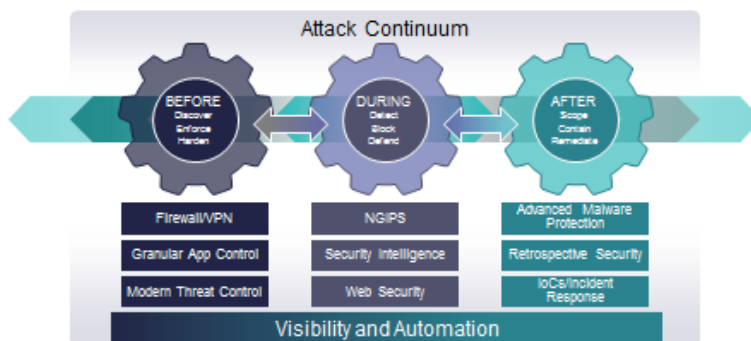 Attack Continuum
BEFORE
Discover
Enforce
Harden
DURING
Detect
Block
Defend
AFTER
Scope
Contain
Remediate
Firewall/VPN
Granular App Control
Modern Threat Control
NGIPS
Security Intelligence
Web Security
Advanced Malware
Protection
Retrospective Security
IoCs/Incident
Response
Visibility and Automation